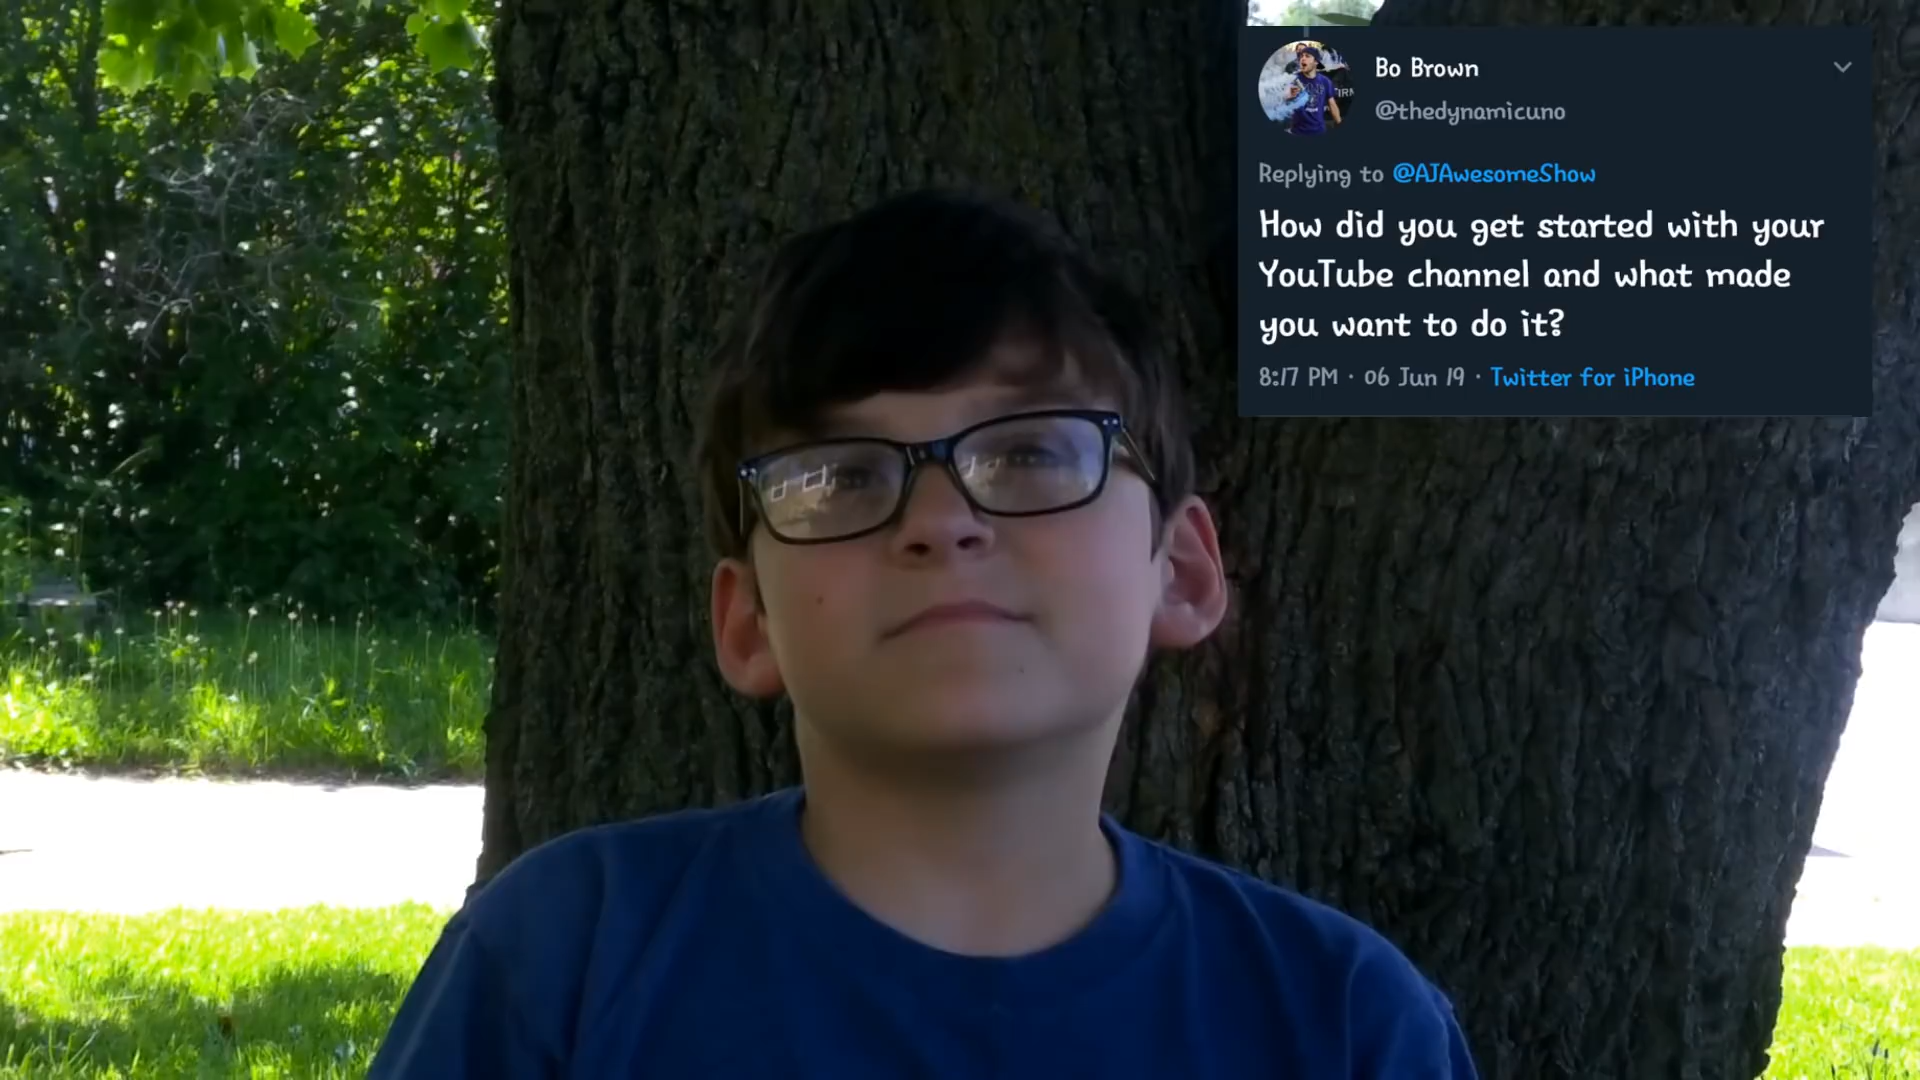 Bo Brown
@thedynamicuno
Replying to @AJAwesomeShow
How did you get started with your
YouTube channel and what made
you want to do it?
8:17 PM · 06 Jun 19 · Twitter for iPhone